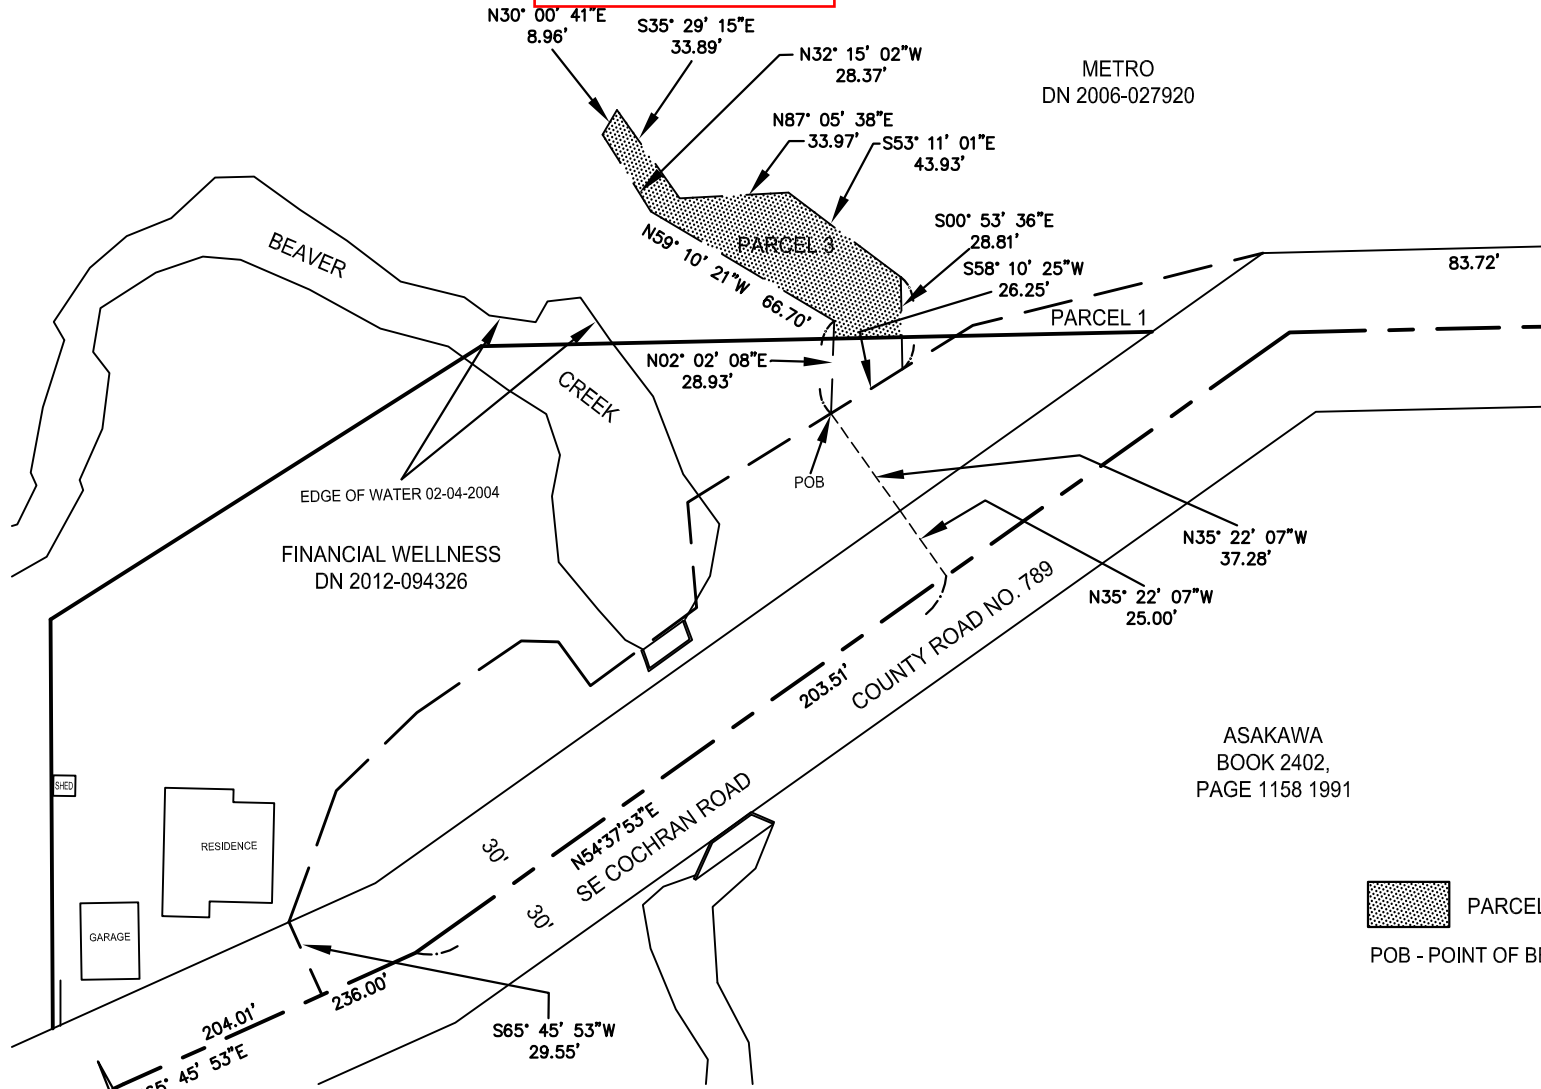 N30° 00' 41"E
8.96'
S35° 29' 15"E
33.89'
N32° 15' 02"W
28.37'
METRO
DN 2006-027920
N87° 05' 38"E
33.97'
S53° 11' 01"E
43.93'
S00° 53' 36"E
28.81'
S58° 10' 25"W
26.25'
83.72'
BEAVER
CREEK
PARCEL 3
N59° 10' 21"W 66.70'
PARCEL 1
N02° 02' 08"E
28.93'
POB
EDGE OF WATER 02-04-2004
FINANCIAL WELLNESS
DN 2012-094326
N35° 22' 07"W
37.28'
N35° 22' 07"W
25.00'
COUNTY ROAD NO. 789
203.51'
N54°37'53"E
SE COCHRAN ROAD
30'
30'
ASAKAWA
BOOK 2402,
PAGE 1158 1991
SHED
RESIDENCE
GARAGE
PARCEL
POB - POINT OF
236.00'
204.01'
S65° 45' 53"W
29.55'
45' 53"E